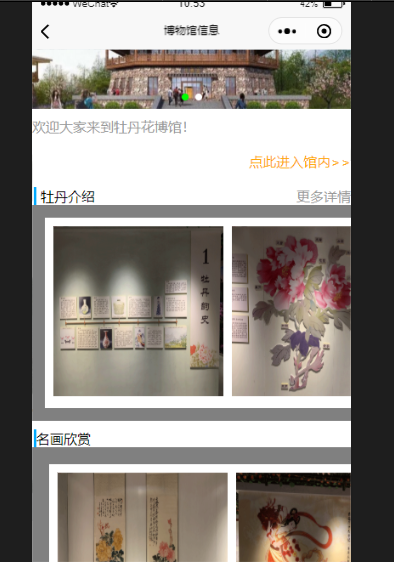 WeChat
10:53
42%
博物馆信息
欢迎大家来到牡丹花博馆！
点此进入馆内>>
牡丹介绍
更多详情
1
牡丹的史
名画欣赏